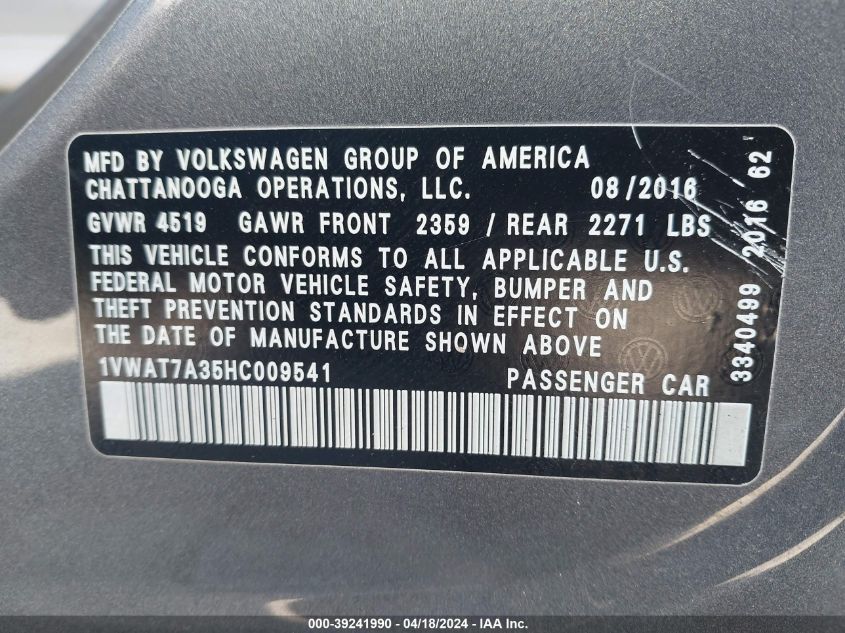 MFD BY VOLKSWAGEN GROUP OF AMERICA
CHATTANOOGA OPERATIONS, LLC. 08/2016
GVWR 4519 GAWR FRONT 2359 / REAR 2271 LBS
THIS VEHICLE CONFORMS TO ALL APPLICABLE U.S.
FEDERAL MOTOR VEHICLE SAFETY, BUMPER AND
THEFT PREVENTION STANDARDS IN EFFECT ON
THE DATE OF MANUFACTURE SHOWN ABOVE
1VWAT7A35HC009541 PASSENGER CAR
3340499 2016 62
000-39241990 - 04/18/2024 - IAA Inc.